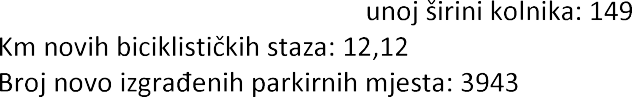 unoj širini kolnika: 149
Km novih biciklističkih staza: 12,12
Broj novo izgrađenih parkirnih mjesta: 3943